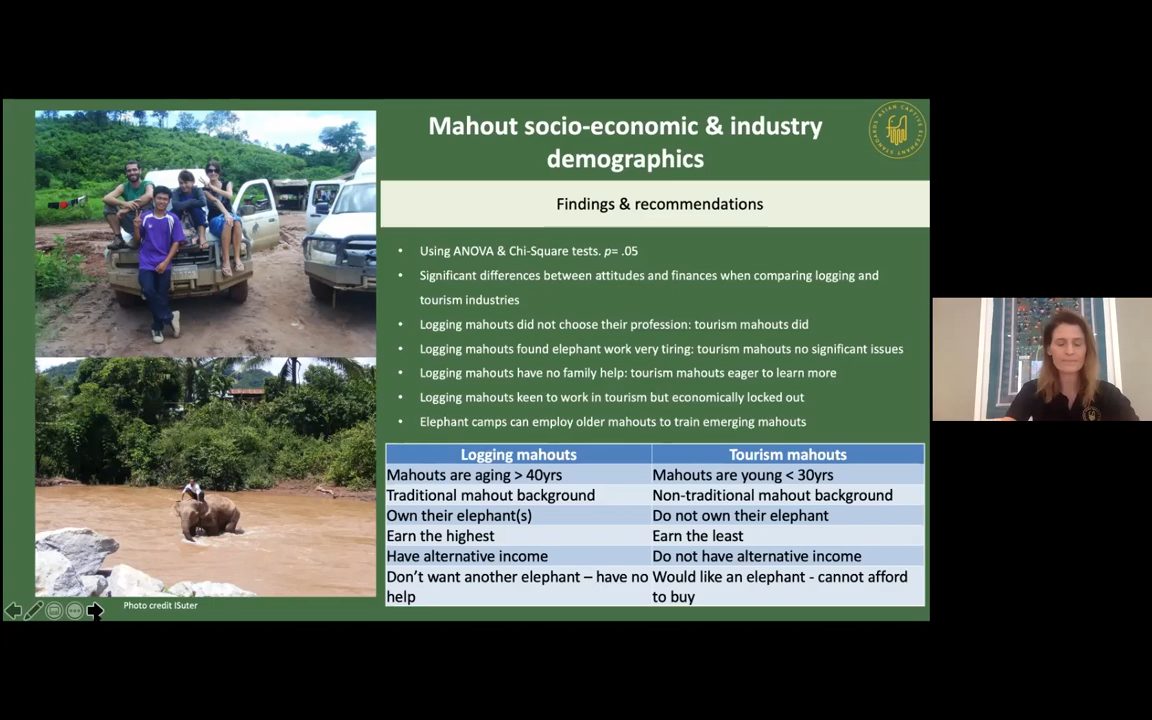 Mahout socio-economic & industry
demographics
ASIAN CAPTIVE ELEPHANT STANDARDS
Findings & recommendations
• Using ANOVA & Chi-Square tests. p= .05
• Significant differences between attitudes and finances when comparing logging and
tourism industries
• Logging mahouts did not choose their profession: tourism mahouts did
• Logging mahouts found elephant work very tiring: tourism mahouts no significant issues
• Logging mahouts have no family help: tourism mahouts eager to learn more
• Logging mahouts keen to work in tourism but economically locked out
• Elephant camps can employ older mahouts to train emerging mahouts
Logging mahouts Tourism mahouts
Mahouts are aging > 40yrs Mahouts are young < 30yrs
Traditional mahout background Non-traditional mahout background
Own their elephant(s) Do not own their elephant
Earn the highest Earn the least
Have alternative income Do not have alternative income
Don't want another elephant – have no Would like an elephant - cannot afford
help to buy
Photo credit ISuter